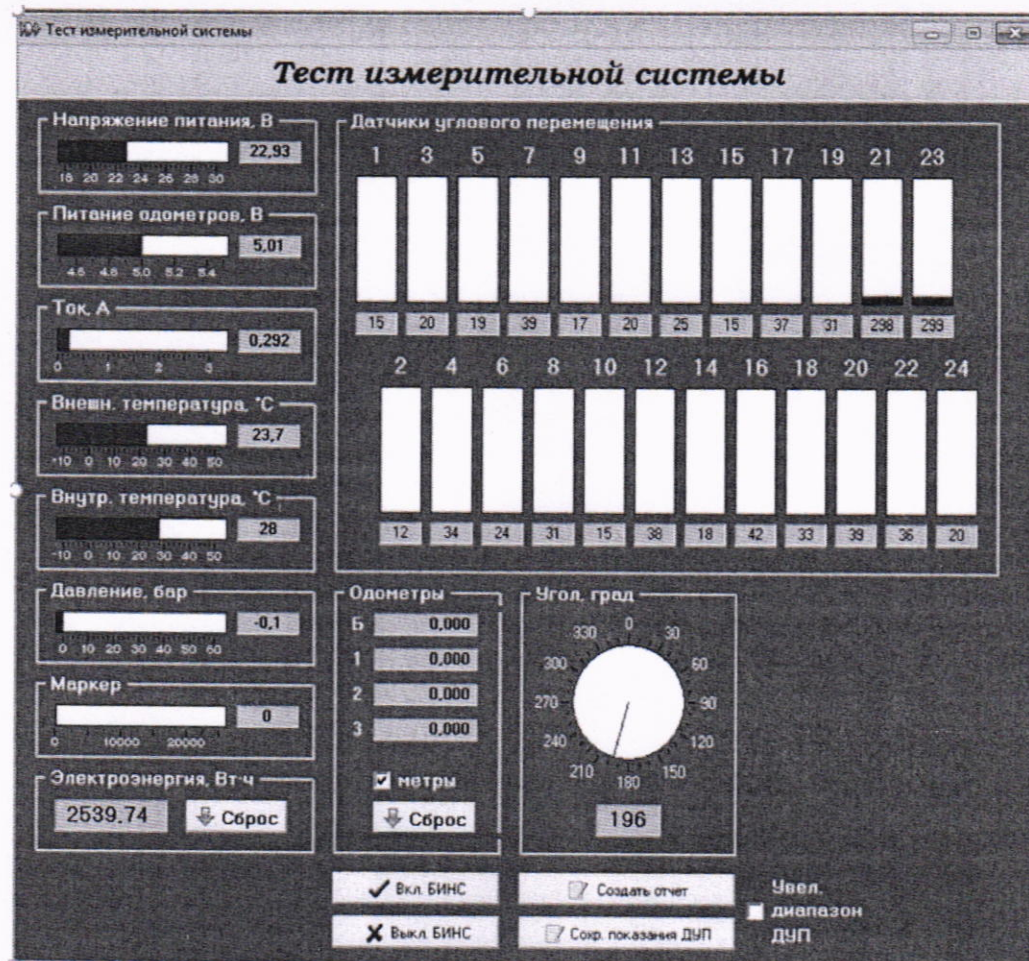 Тест измерительной системы
Тест измерительной системы
Напряжение питания, В
22,93
18 20 22 24 26 28 30
Питание одометров, В
5,01
4.6 4.8 5.0 5.2 5.4
Ток, А
0,292
0 1 2 3
Внешн. температура, °С
23,7
-10 0 10 20 30 40 50
Внутр. температура, °С
28
-10 0 10 20 30 40 50
Давление, бар
-0,1
0 10 20 30 40 50 60
Маркер
0
0 10000 20000
Электроэнергия, Вт·ч
2539.74 Сброс
Датчики углового перемещения
1 3 5 7 9 11 13 15 17 19 21 23
15 20 19 39 17 20 25 15 37 31 298 299
2 4 6 8 10 12 14 16 18 20 22 24
12 34 24 31 15 38 18 42 33 39 36 20
Одометры
Б 0,000
1 0,000
2 0,000
3 0,000
метры
Сброс
Угол, град
0
330 30
300 60
270 90
240 120
210 150
180
196
Вкл. БИНС
Создать отчет
Выкл. БИНС
Сохр. показания ДУП
Увел.
диапазон
ДУП